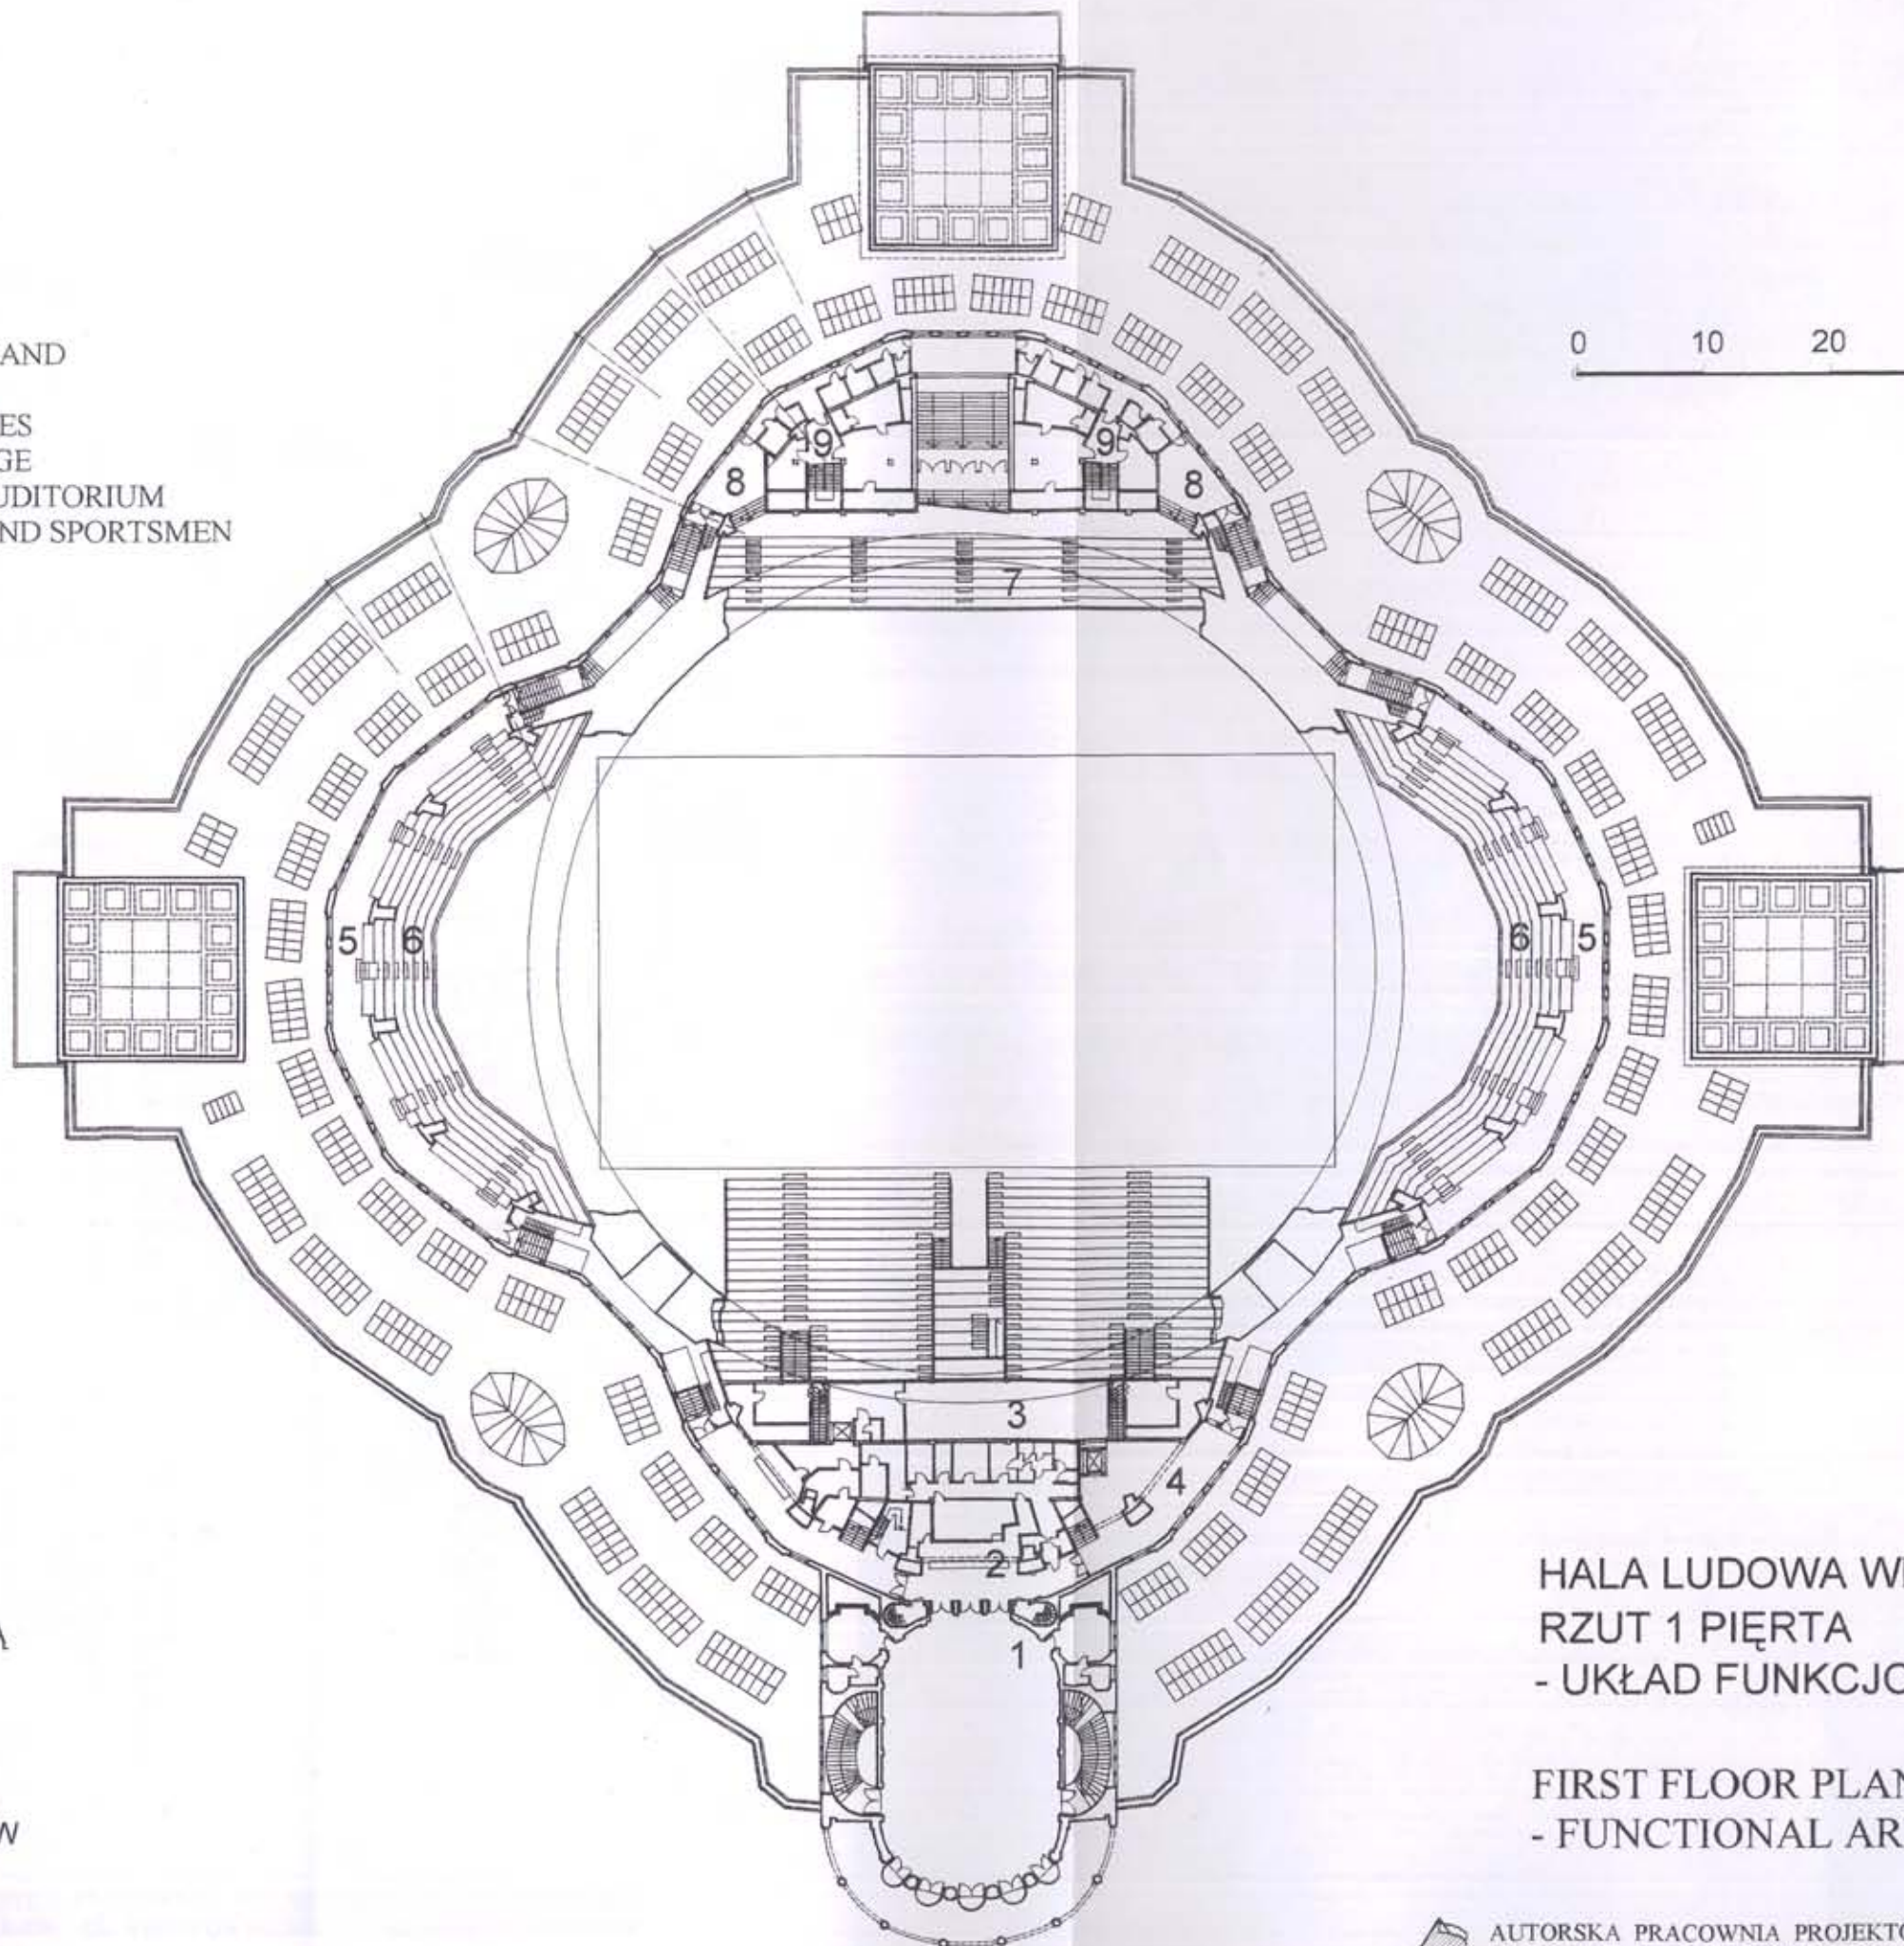 AND
ES
GE
UDITORIUM
ND SPORTSMEN
0 10 20
9 9
8 8
7
5 6 6 5
3
4
2
1
A
W
HALA LUDOWA W
RZUT 1 PIĘRTA
- UKŁAD FUNKCJO
FIRST FLOOR PLAN
- FUNCTIONAL AR
AUTORSKA PRACOWNIA PROJEKTO